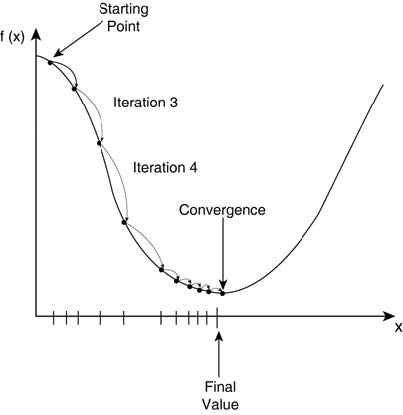 Starting
Point
f (x)
Iteration 3
Iteration 4
Convergence
x
Final
Value